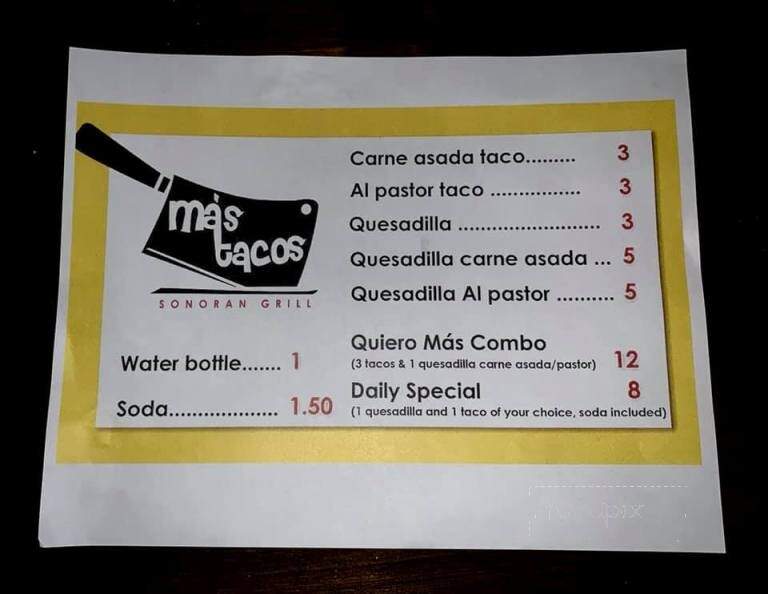 más
tacos
SONORAN GRILL
Water bottle....... 1
Soda................... 1.50
Carne asada taco......... 3
Al pastor taco ................ 3
Quesadilla ......................... 3
Quesadilla carne asada ... 5
Quesadilla Al pastor .......... 5
Quiero Más Combo
(3 tacos & 1 quesadilla carne asada/pastor) 12
Daily Special 8
(1 quesadilla and 1 taco of your choice, soda included)